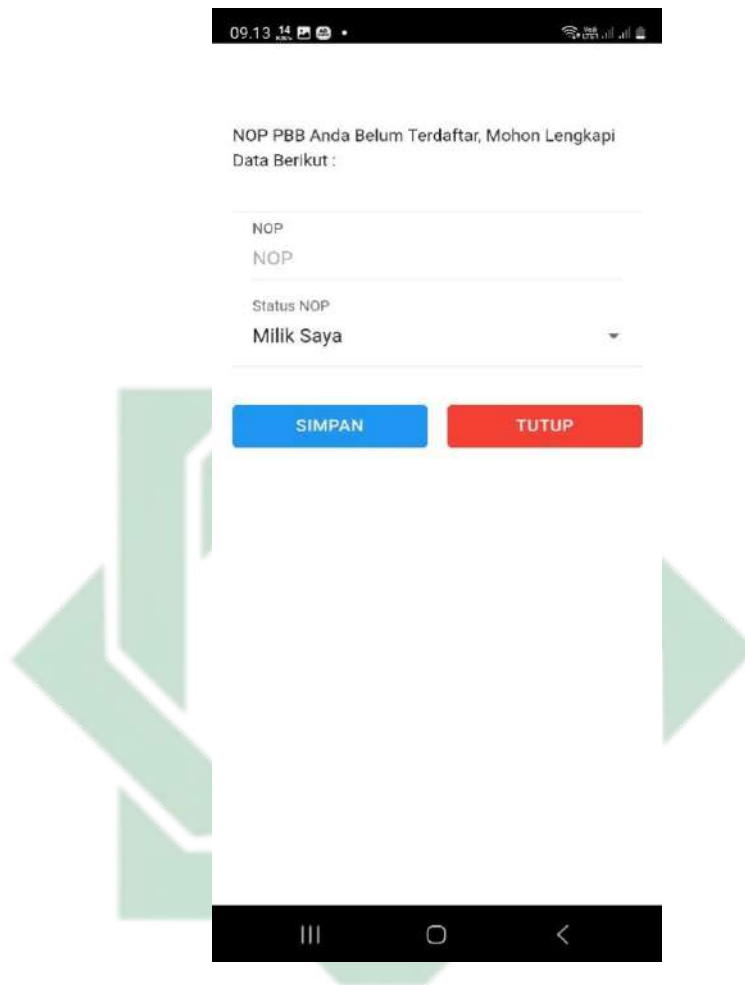 09.13 14
NOP PBB Anda Belum Terdaftar, Mohon Lengkapi
Data Berikut :
NOP
NOP
Status NOP
Milik Saya
SIMPAN TUTUP